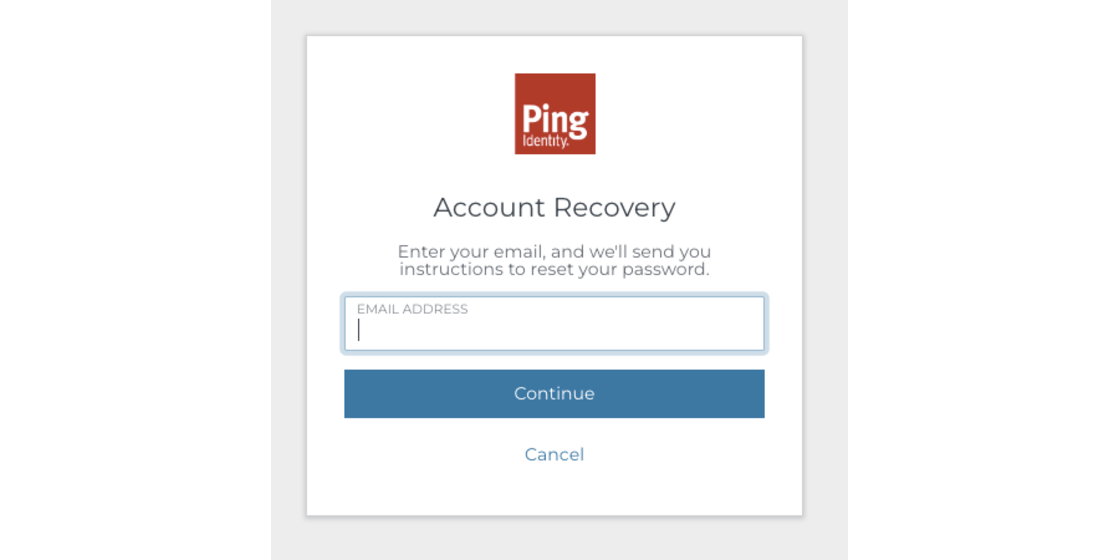 Ping
Identity.
Account Recovery
Enter your email, and we'll send you
instructions to reset your password.
EMAIL ADDRESS
Continue
Cancel